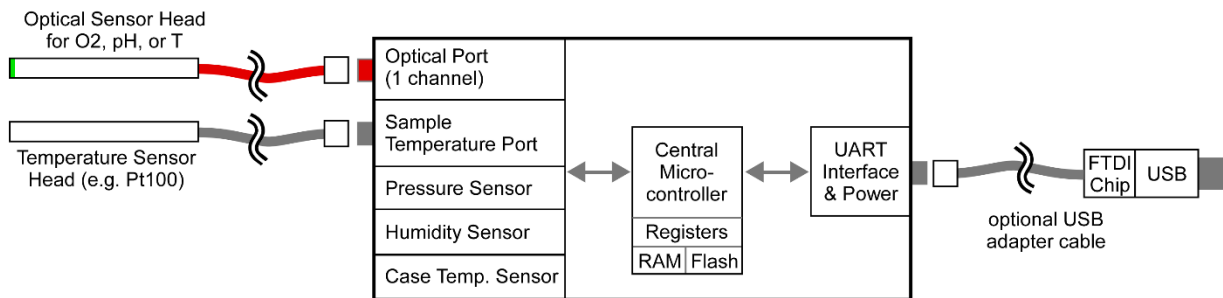 Optical Sensor Head
for O2, pH, or T
Temperature Sensor
Head (e.g. Pt100)
Optical Port
(1 channel)
Sample
Temperature Port
Pressure Sensor
Humidity Sensor
Case Temp. Sensor
Central
Micro-
controller
Registers
RAM
Flash
UART
Interface
& Power
FTDI
Chip
USB
optional USB
adapter cable